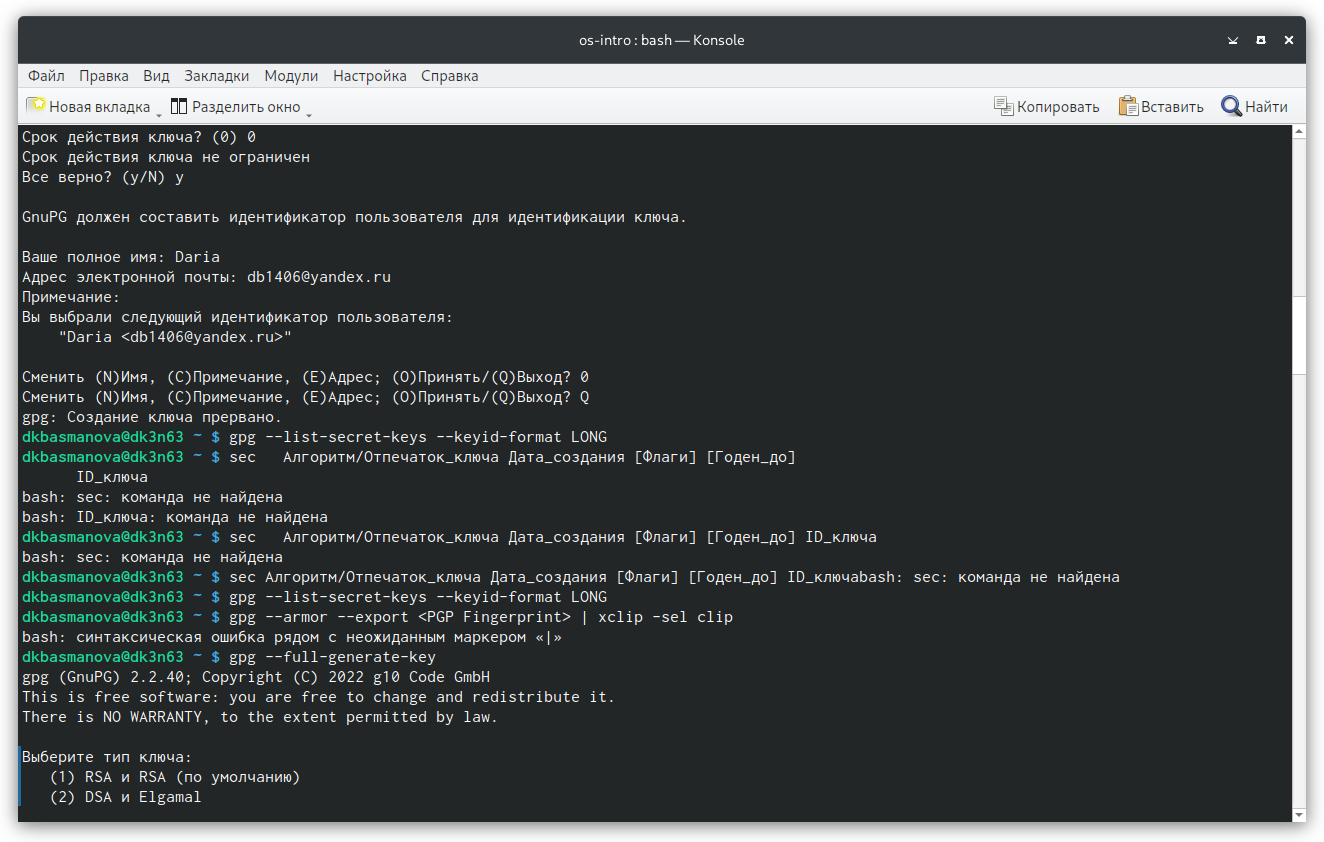 os-intro : bash — Konsole
Файл Правка Вид Закладки Модули Настройка Справка
Новая вкладка Разделить окно Копировать Вставить Найти
Срок действия ключа? (0) 0
Срок действия ключа не ограничен
Все верно? (y/N) y
GnuPG должен составить идентификатор пользователя для идентификации ключа.
Ваше полное имя: Daria
Адрес электронной почты: db1406@yandex.ru
Примечание:
Вы выбрали следующий идентификатор пользователя:
"Daria <db1406@yandex.ru>"
Сменить (N)Имя, (C)Примечание, (E)Адрес; (O)Принять/(Q)Выход? 0
Сменить (N)Имя, (C)Примечание, (E)Адрес; (O)Принять/(Q)Выход? Q
gpg: Создание ключа прервано.
dkbasmanova@dk3n63 ~ $ gpg --list-secret-keys --keyid-format LONG
dkbasmanova@dk3n63 ~ $ sec   Алгоритм/Отпечаток_ключа Дата_создания [Флаги] [Годен_до]
ID_ключа
bash: sec: команда не найдена
bash: ID_ключа: команда не найдена
dkbasmanova@dk3n63 ~ $ sec   Алгоритм/Отпечаток_ключа Дата_создания [Флаги] [Годен_до] ID_ключа
bash: sec: команда не найдена
dkbasmanova@dk3n63 ~ $ sec Алгоритм/Отпечаток_ключа Дата_создания [Флаги] [Годен_до] ID_ключаbash: sec: команда не найдена
dkbasmanova@dk3n63 ~ $ gpg --list-secret-keys --keyid-format LONG
dkbasmanova@dk3n63 ~ $ gpg --armor --export <PGP Fingerprint> | xclip -sel clip
bash: синтаксическая ошибка рядом с неожиданным маркером «|»
dkbasmanova@dk3n63 ~ $ gpg --full-generate-key
gpg (GnuPG) 2.2.40; Copyright (C) 2022 g10 Code GmbH
This is free software: you are free to change and redistribute it.
There is NO WARRANTY, to the extent permitted by law.
Выберите тип ключа:
(1) RSA и RSA (по умолчанию)
(2) DSA и Elgamal